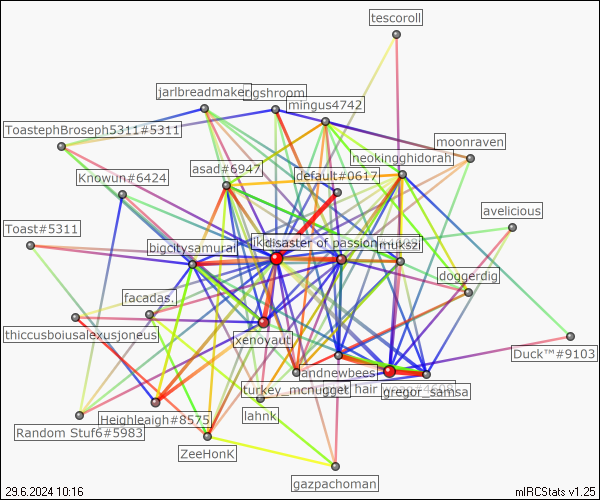 tescoroll
jarlbreadmaker
gshroom
mingus4742
ToastephBroseph5311#5311
moonraven
neokingghidorah
asad#6947
default#0617
Knowun#6424
avelicious
Toast#5311
bigcitysamurai
disaster of passion
mukszi
doggerdig
facadas.
thiccusboiusalexusjoneus
xenoyaut
Duck™#9103
andnewbees
turkey_mcnugget
hair
gregor_samsa
lahnk
Heighleigh#8575
Random Stuf6#5983
ZeeHonK
gazpachoman
29.6.2024 10:16
mIRCStats v1.25